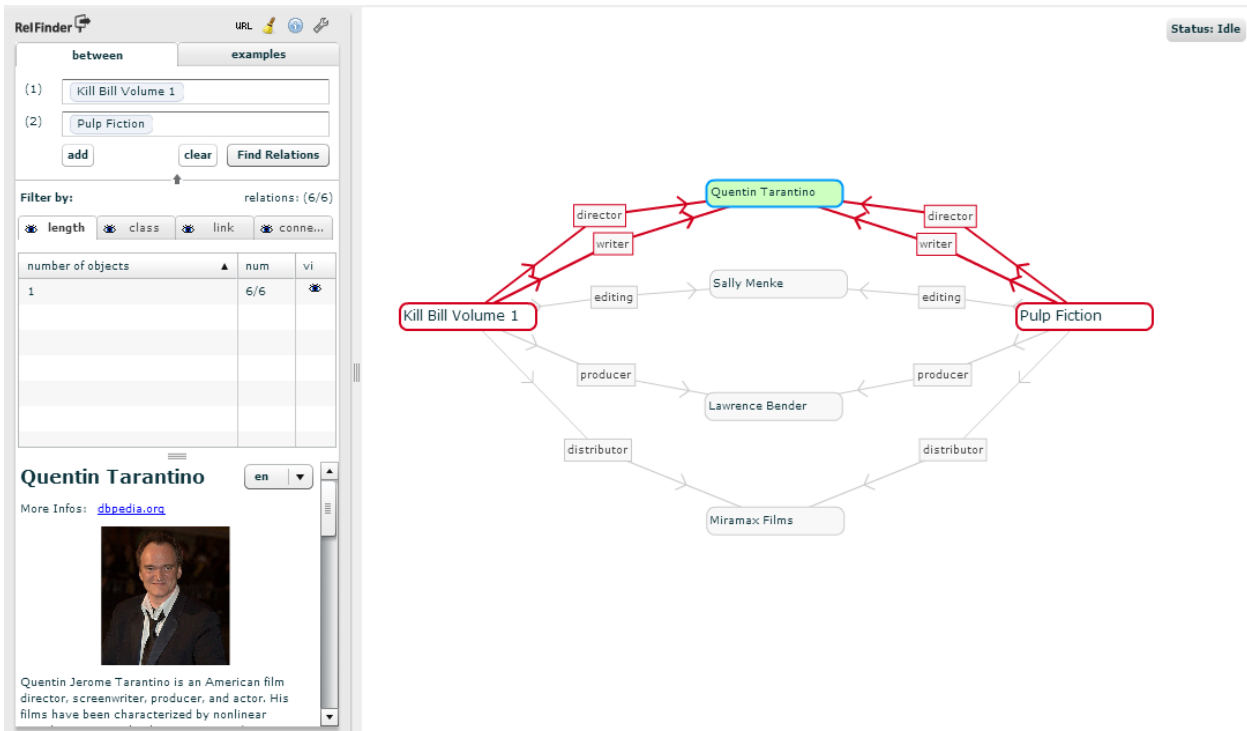 RelFinder
URL
between examples
(1) Kill Bill Volume 1
(2) Pulp Fiction
add clear Find Relations
Filter by: relations: (6/6)
length class link conne...
number of objects ▲ num vi
1 6/6
Quentin Tarantino en
More Infos: dbpedia.org
Quentin Jerome Tarantino is an American film
director, screenwriter, producer, and actor. His
films have been characterized by nonlinear
Status: Idle
Quentin Tarantino
director director
writer writer
Sally Menke
editing editing
Kill Bill Volume 1 Pulp Fiction
producer producer
Lawrence Bender
distributor distributor
Miramax Films